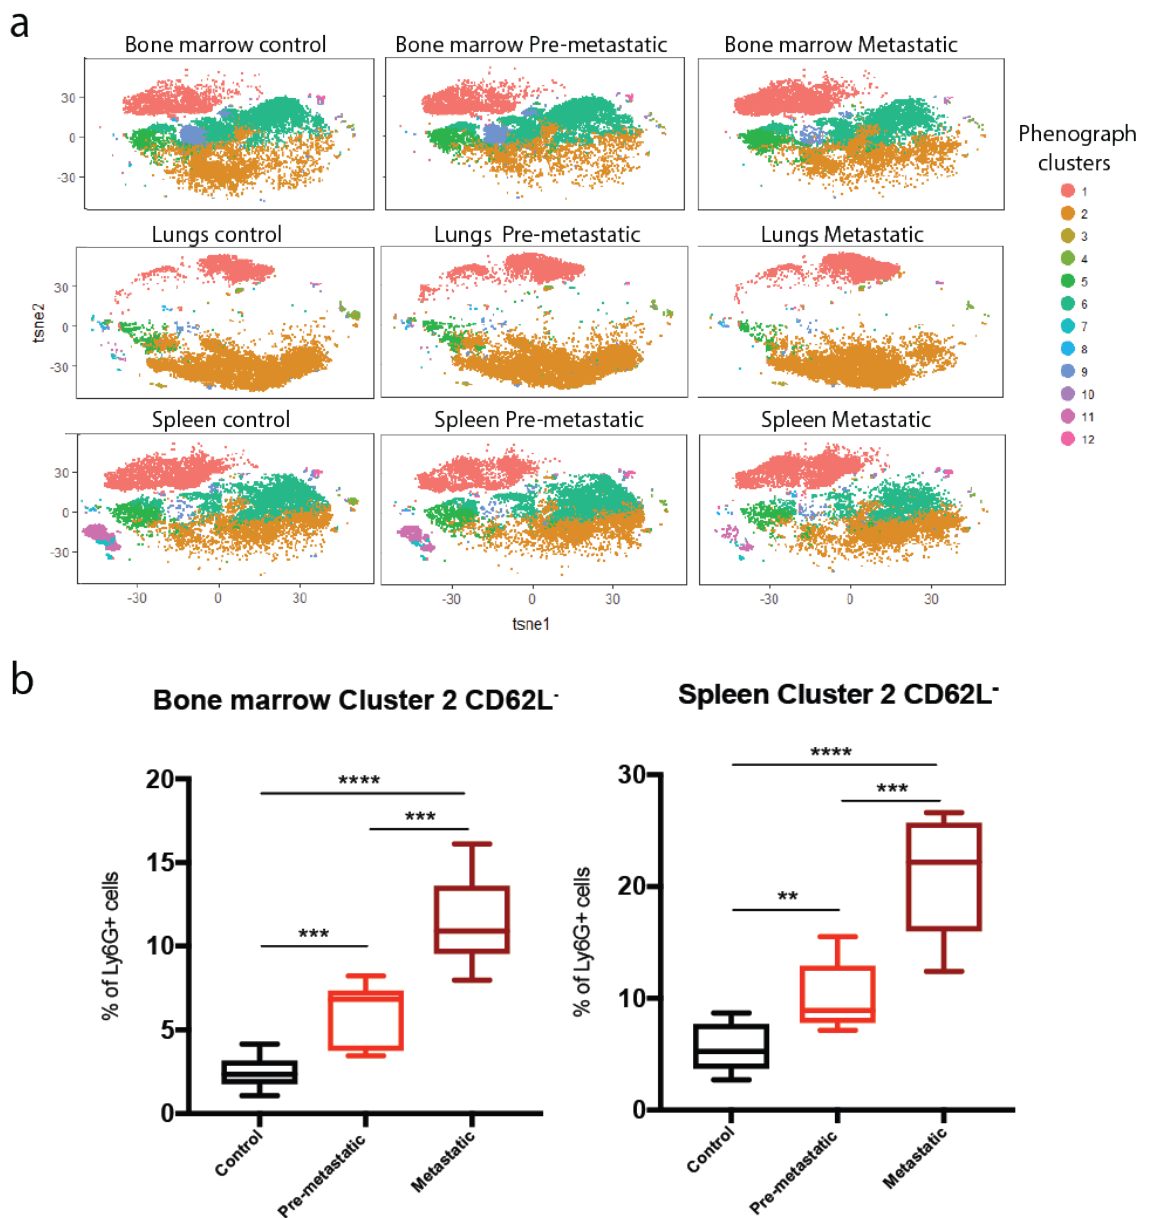 a
Bone marrow control
Bone marrow Pre-metastatic
Bone marrow Metastatic
30
0
-30
Phenograph
clusters
1
2
3
4
5
6
7
8
9
10
11
12
Lungs control
Lungs Pre-metastatic
Lungs Metastatic
tsne2
30
0
-30
Spleen control
Spleen Pre-metastatic
Spleen Metastatic
30
0
-30
-30 0 30
-30 0 30
-30 0 30
tsne1
b
Bone marrow Cluster 2 CD62L-
% of Ly6G+ cells
20
15
10
5
0
****
***
***
Control
Pre-metastatic
Metastatic
Spleen Cluster 2 CD62L-
% of Ly6G+ cells
30
20
10
0
****
***
**
Control
Pre-metastatic
Metastatic